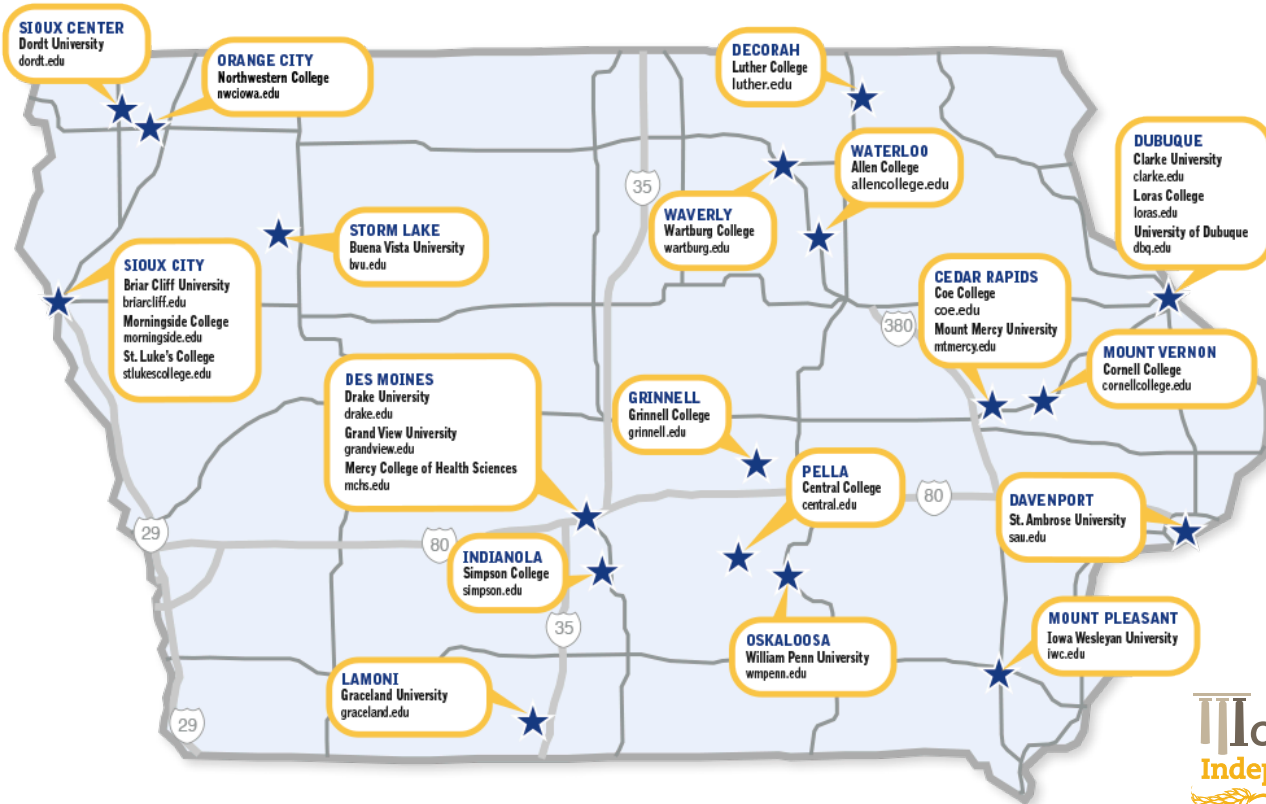 SIOUX CENTER
Dordt University
dordt.edu
ORANGE CITY
Northwestern College
nwciowa.edu
DECORAH
Luther College
luther.edu
DUBUQUE
Clarke University
clarke.edu
Loras College
loras.edu
University of Dubuque
dbq.edu
WATERLOO
Allen College
allencollege.edu
35
WAVERLY
Wartburg College
wartburg.edu
STORM LAKE
Buena Vista University
bvu.edu
SIOUX CITY
Briar Cliff University
briarcliff.edu
Morningside College
morningside.edu
St. Luke's College
stlukescollege.edu
CEDAR RAPIDS
Coe College
coe.edu
Mount Mercy University
mtmercy.edu
380
MOUNT VERNON
Cornell College
cornellcollege.edu
DES MOINES
Drake University
drake.edu
Grand View University
grandview.edu
Mercy College of Health Sciences
mchs.edu
GRINNELL
Grinnell College
grinnell.edu
PELLA
Central College
central.edu
80
DAVENPORT
St. Ambrose University
sau.edu
29
80
INDIANOLA
Simpson College
simpson.edu
35
OSKALOOSA
William Penn University
wmpenn.edu
MOUNT PLEASANT
Iowa Wesleyan University
iwc.edu
LAMONI
Graceland University
graceland.edu
29